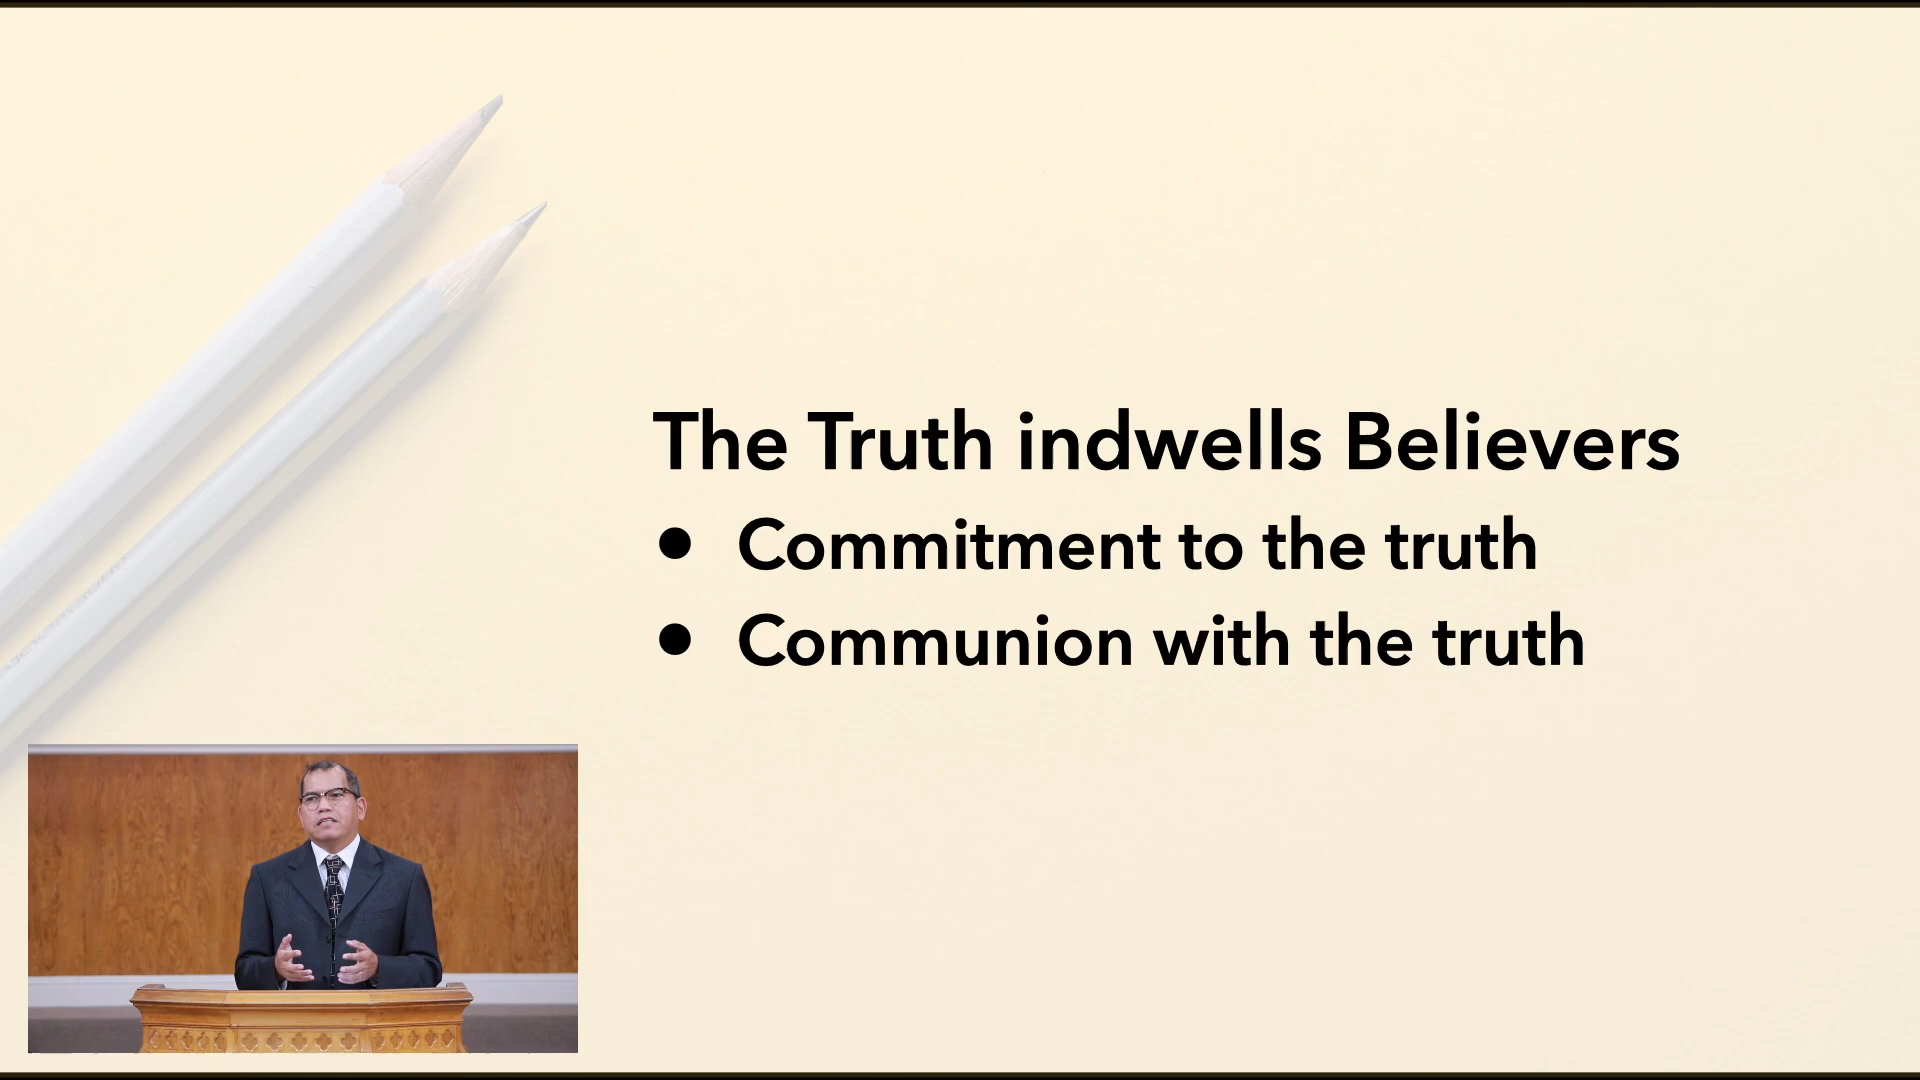 The Truth indwells Believers
● Commitment to the truth
● Communion with the truth